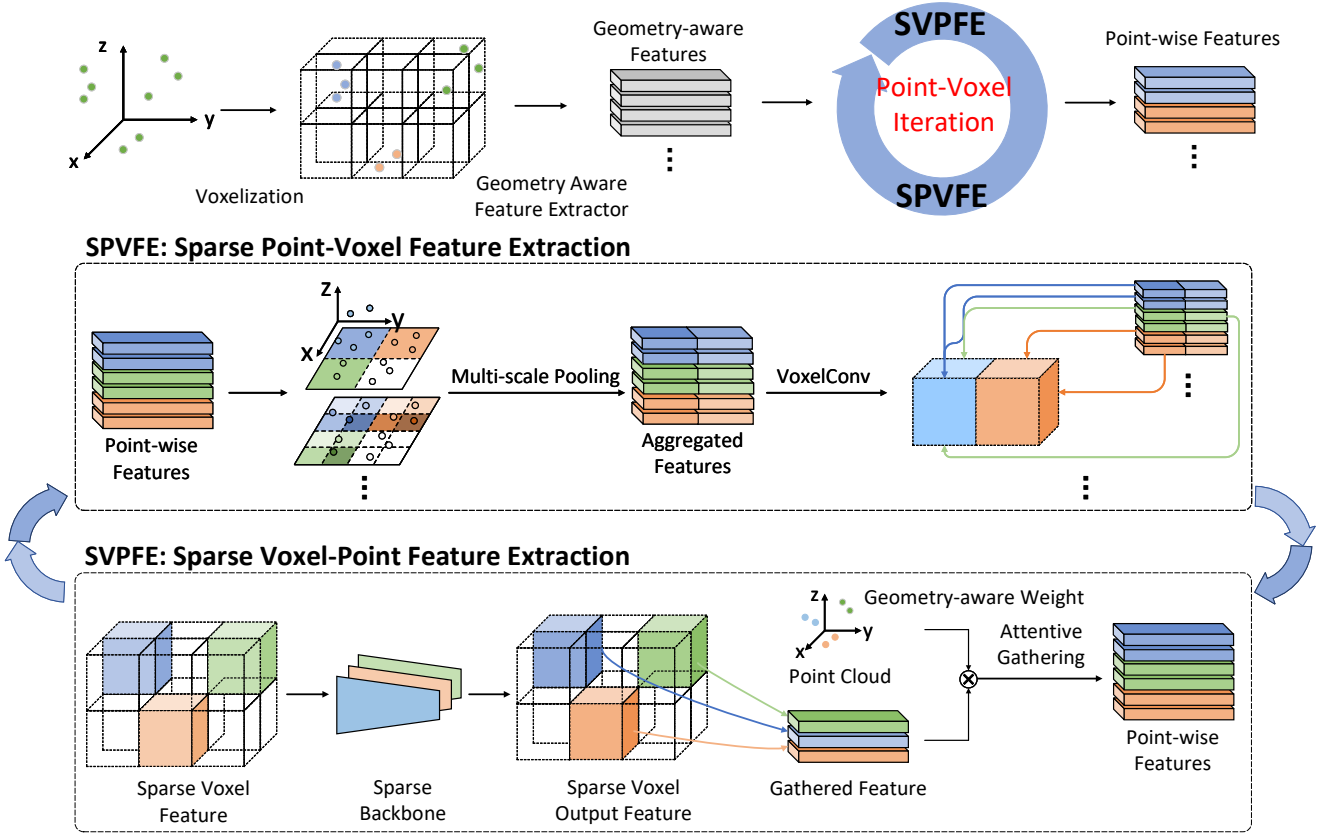 z
y
x
Voxelization
Geometry Aware
Feature Extractor
Geometry-aware
Features
SVPFE
Point-Voxel
Iteration
SPVFE
Point-wise Features
SPVFE: Sparse Point-Voxel Feature Extraction
Point-wise
Features
Z
Y
X
Multi-scale Pooling
Aggregated
Features
VoxelConv
SVPFE: Sparse Voxel-Point Feature Extraction
Sparse Voxel
Feature
Sparse
Backbone
Sparse Voxel
Output Feature
z
y
x
Geometry-aware Weight
Point Cloud
Gathered Feature
Attentive
Gathering
Point-wise
Features